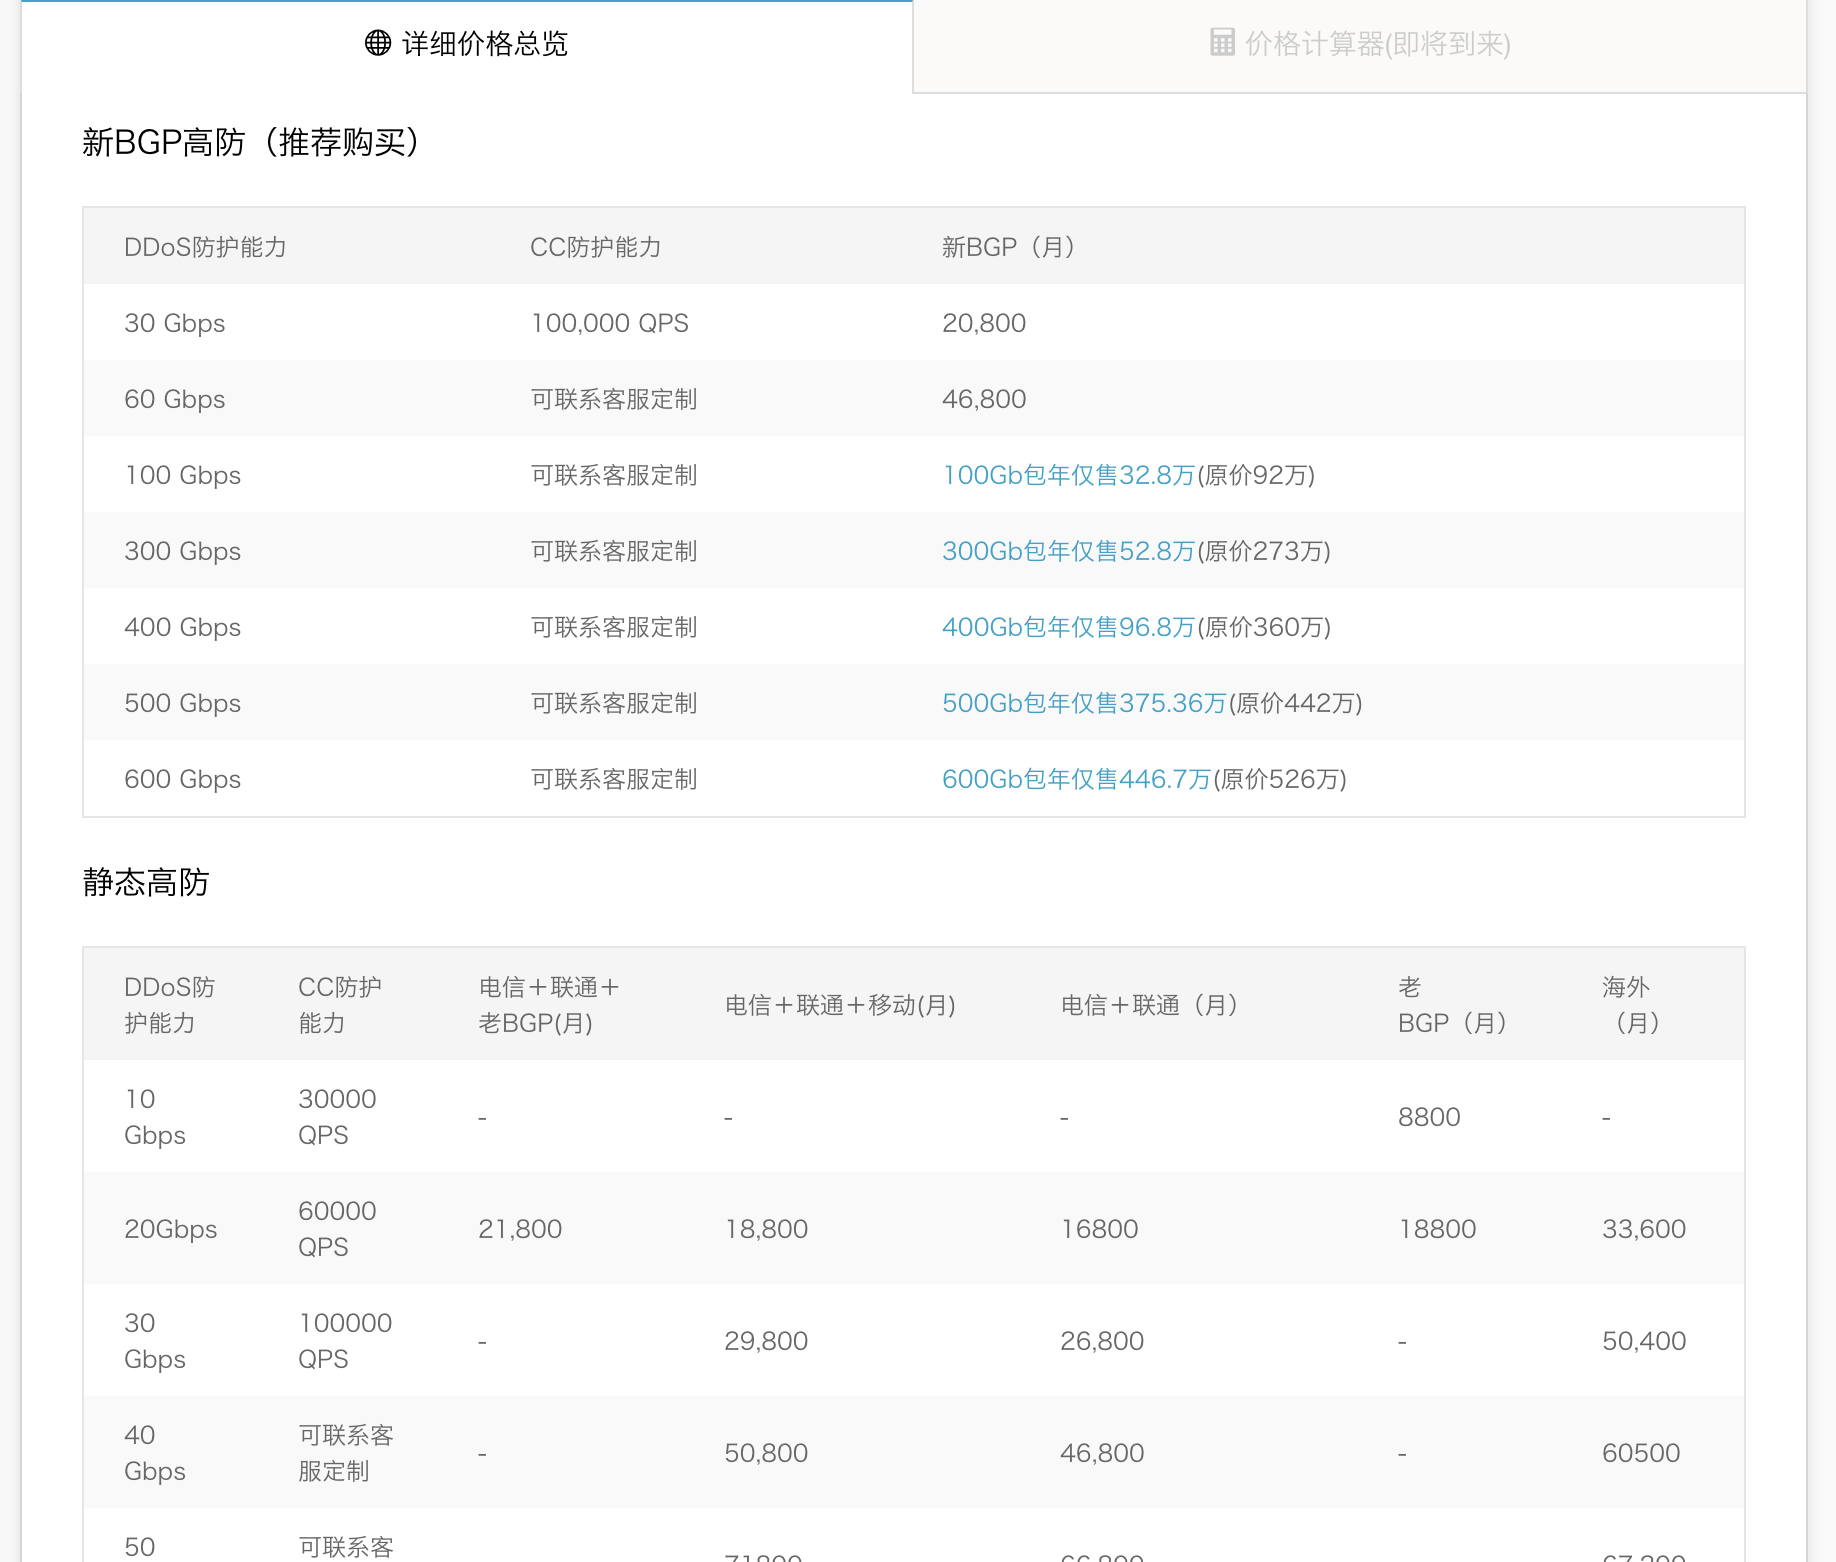 详细价格总览
价格计算器(即将到来)
新BGP高防（推荐购买）
DDoS防护能力 CC防护能力 新BGP（月）
30 Gbps 100,000 QPS 20,800
60 Gbps 可联系客服定制 46,800
100 Gbps 可联系客服定制 100Gb包年仅售32.8万(原价92万)
300 Gbps 可联系客服定制 300Gb包年仅售52.8万(原价273万)
400 Gbps 可联系客服定制 400Gb包年仅售96.8万(原价360万)
500 Gbps 可联系客服定制 500Gb包年仅售375.36万(原价442万)
600 Gbps 可联系客服定制 600Gb包年仅售446.7万(原价526万)
静态高防
DDoS防
护能力
CC防护
能力
电信＋联通＋
老BGP(月)
电信＋联通＋移动(月)
电信＋联通（月）
老
BGP（月）
海外
（月）
10
Gbps
30000
QPS
-
-
-
8800
-
20Gbps
60000
QPS
21,800
18,800
16800
18800
33,600
30
Gbps
100000
QPS
-
29,800
26,800
-
50,400
40
Gbps
可联系客
服定制
-
50,800
46,800
-
60500
50
可联系客